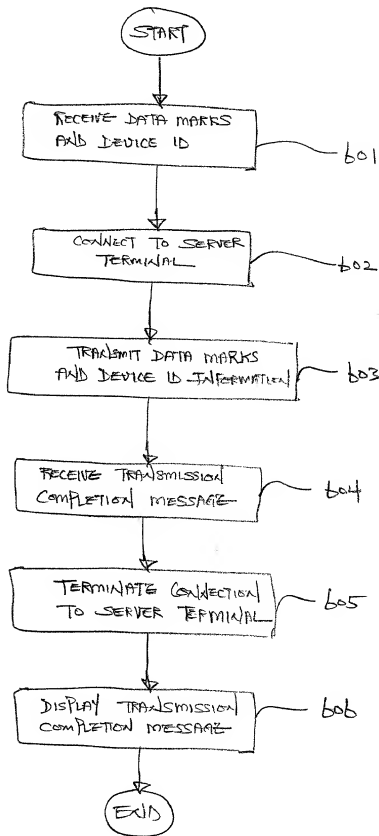 START
RECEIVE DATA MARKS
AND DEVICE ID
601
CONNECT TO SERVER
TERMINAL
602
TRANSMIT DATA MARKS
AND DEVICE ID INFORMATION
603
RECEIVE TRANSMISSION
COMPLETION MESSAGE
604
TERMINATE CONNECTION
TO SERVER TERMINAL
605
DISPLAY TRANSMISSION
COMPLETION MESSAGE
606
END